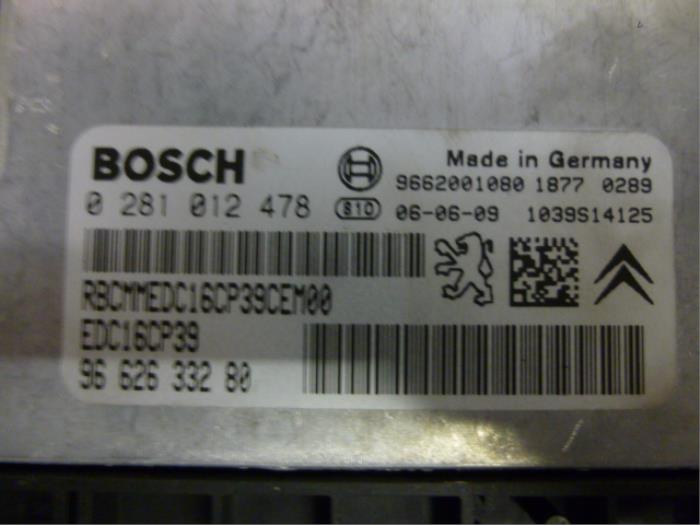 BOSCH
Made in Germany
9662001080 1877 0289
0 281 012 478
S10 06-06-09 1039S14125
RBCMMEDC16CP39CEM00
EDC16CP39
96 626 332 80